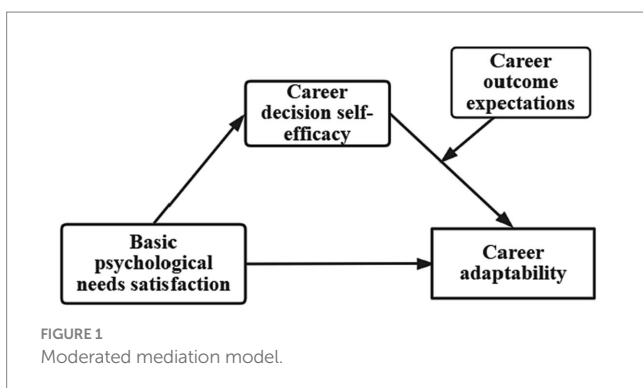 Career
outcome
expectations
Career
decision self-
efficacy
Basic
psychological
needs satisfaction
Career
adaptability
FIGURE 1
Moderated mediation model.